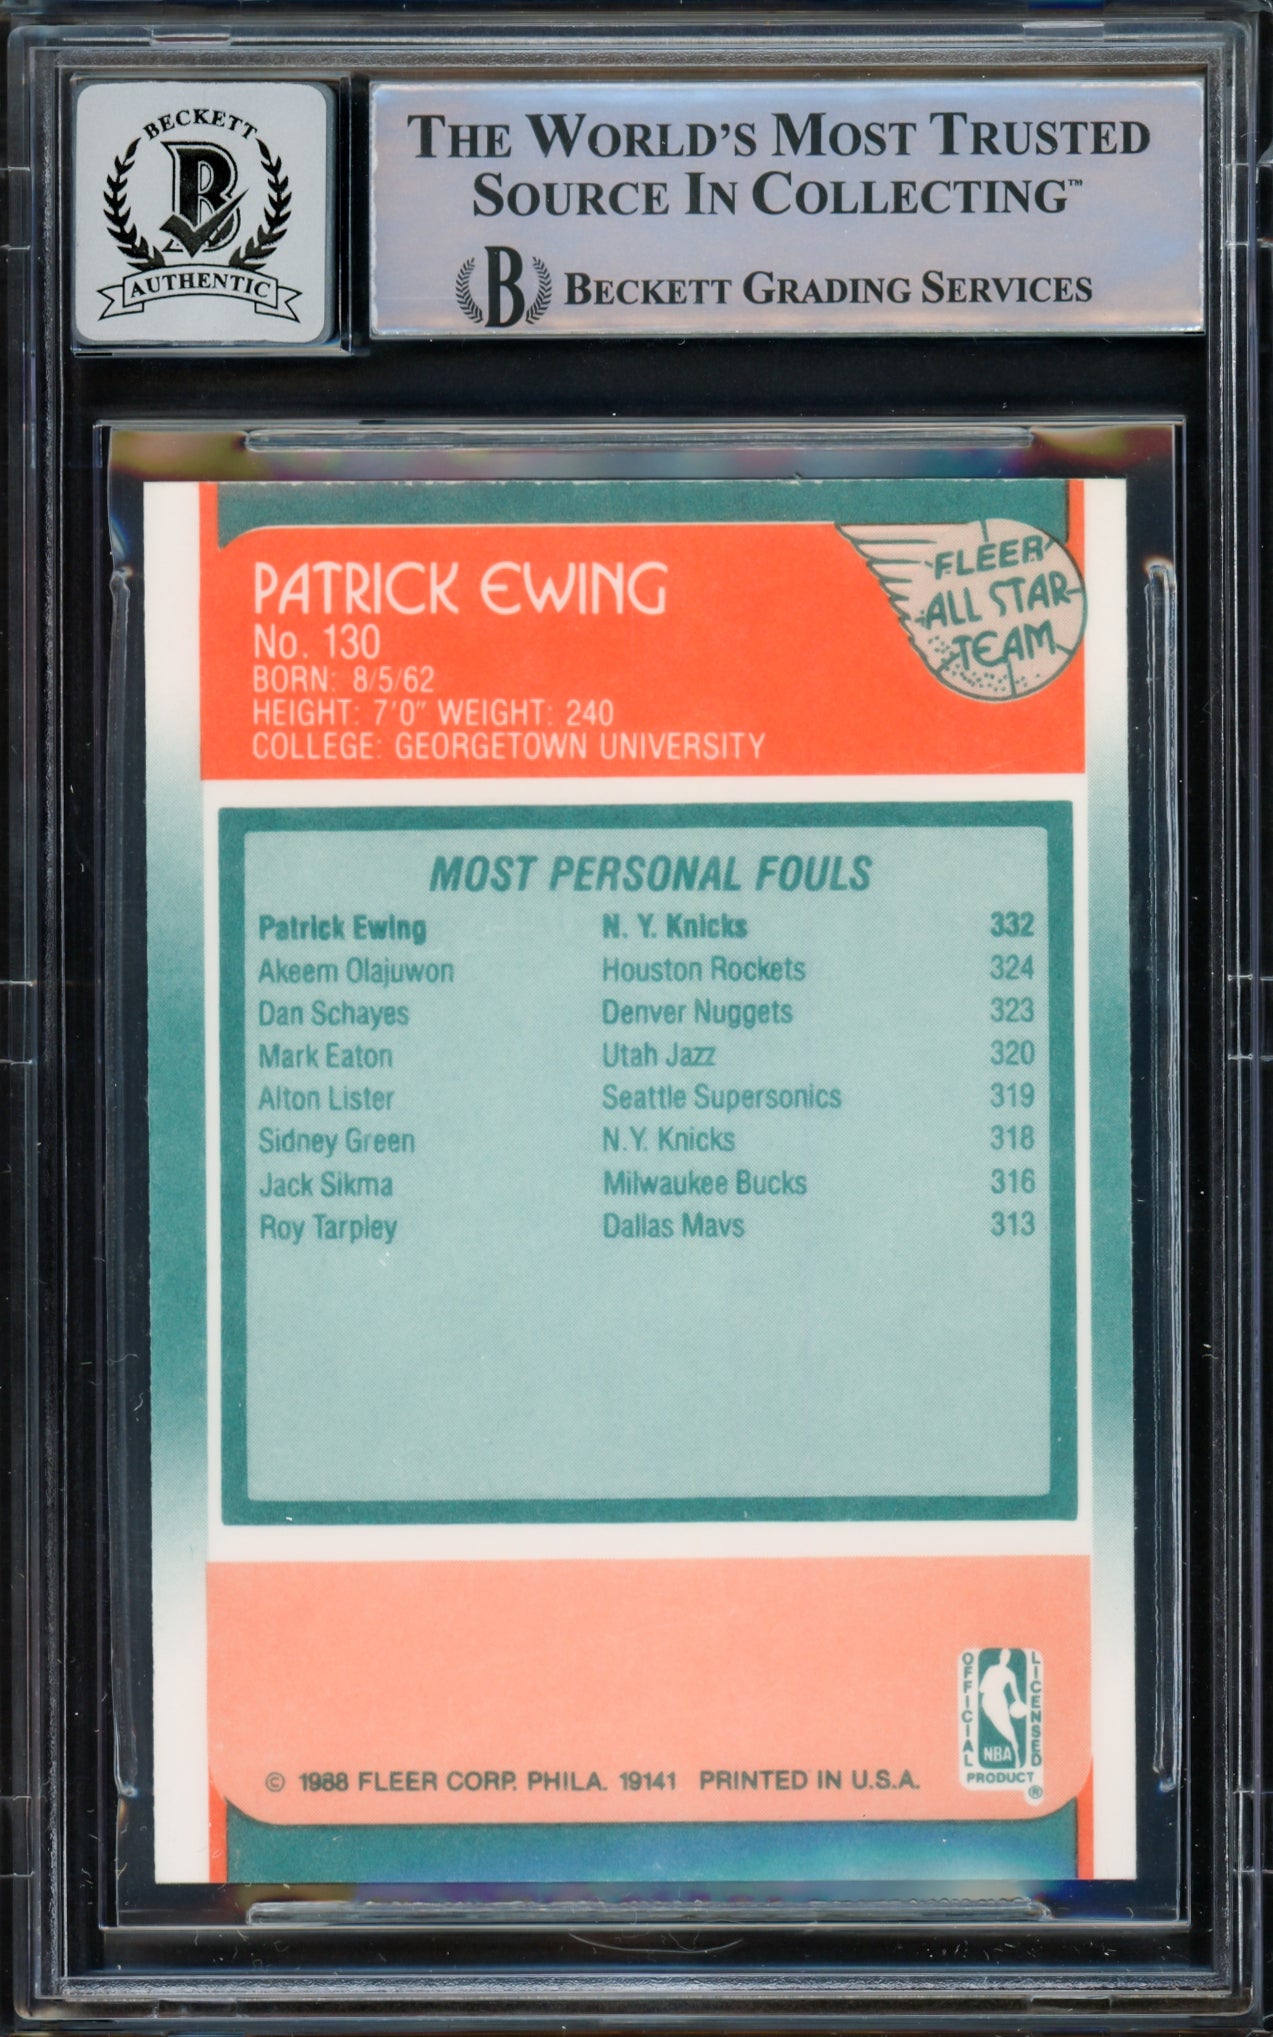 BECKETT
B
AUTHENTIC
THE WORLD'S MOST TRUSTED
SOURCE IN COLLECTING™
B BECKETT GRADING SERVICES
FLEER
ALL STAR
TEAM
PATRICK EWING
No. 130
BORN: 8/5/62
HEIGHT: 7'0" WEIGHT: 240
COLLEGE: GEORGETOWN UNIVERSITY
MOST PERSONAL FOULS
Patrick Ewing N. Y. Knicks 332
Akeem Olajuwon Houston Rockets 324
Dan Schayes Denver Nuggets 323
Mark Eaton Utah Jazz 320
Alton Lister Seattle Supersonics 319
Sidney Green N.Y. Knicks 318
Jack Sikma Milwaukee Bucks 316
Roy Tarpley Dallas Mavs 313
OFFICIAL
LICENSED
NBA
PRODUCT
®
© 1988 FLEER CORP. PHILA. 19141 PRINTED IN U.S.A.